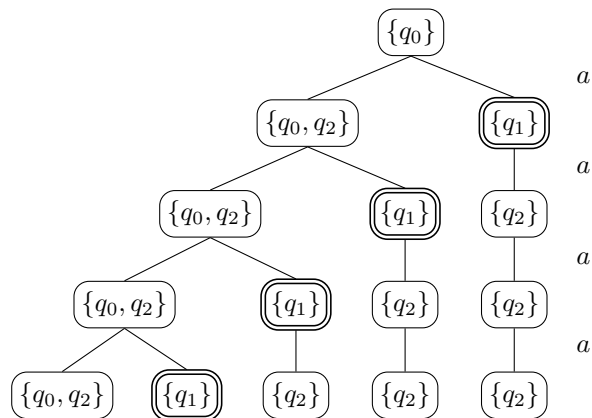 {q₀}
a
{q₀, q₂} {q₁}
a
{q₀, q₂} {q₁} {q₂}
a
{q₀, q₂} {q₁} {q₂} {q₂}
a
{q₀, q₂} {q₁} {q₂} {q₂} {q₂}